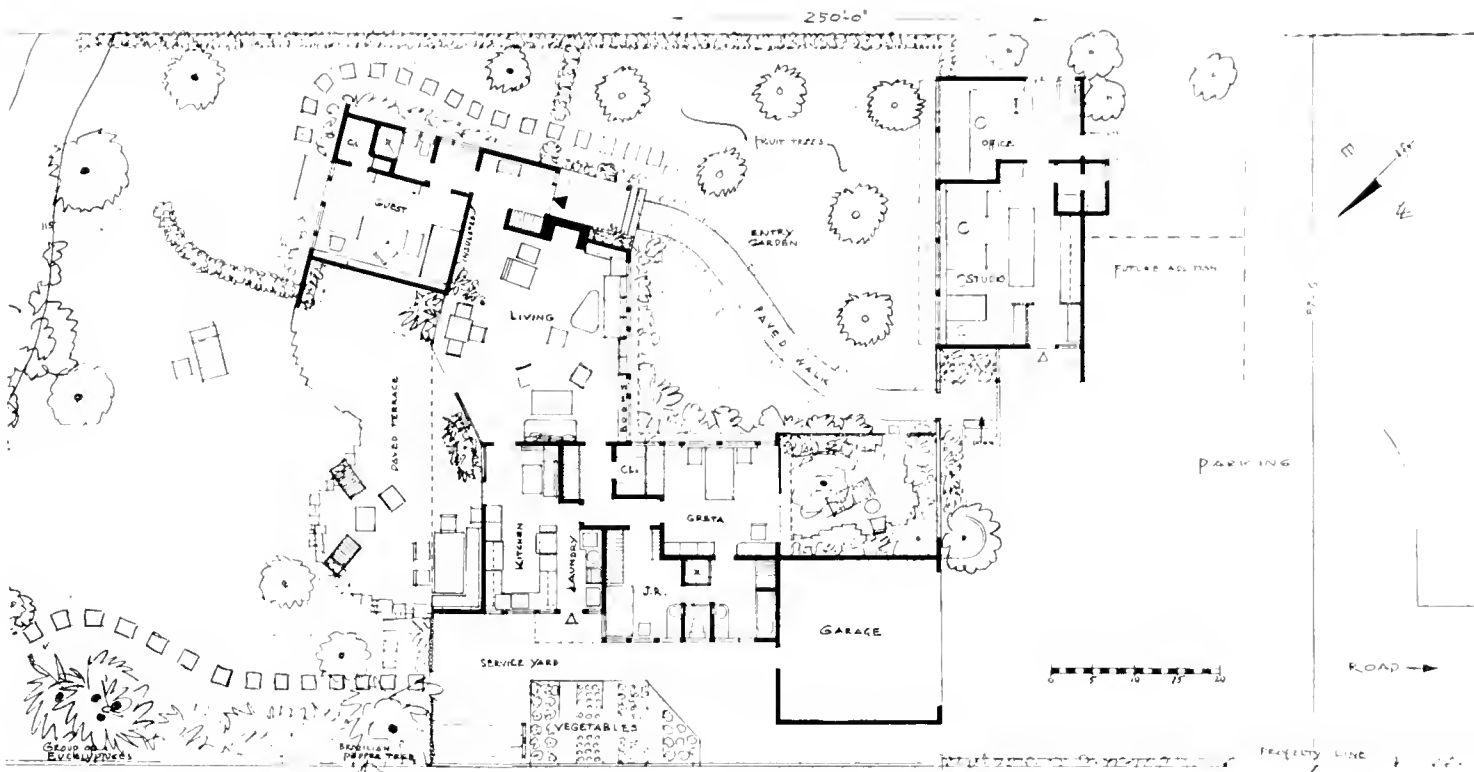 250'-0"
FRUIT TREES
OFFICE
CL.
X
GUEST
INSULATED
ENTRY
GARDEN
STUDIO
FUTURE ADDITION
LIVING
PAVED WALK
BOOKS
PAVED TERRACE
PARKING
CL.
GRETA
KITCHEN
LAUNDRY
X
J.R.
GARAGE
SERVICE YARD
0 5 10 15 20
ROAD
VEGETABLES
GROUP OF
EUCALYPTUSES
BRAZILIAN
PEPPER TREE
PROPERTY LINE